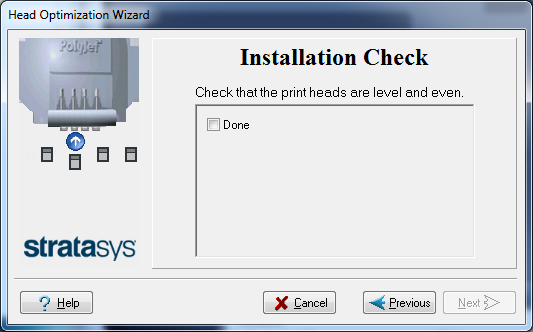 Head Optimization Wizard
PolyJet
Installation Check
Check that the print heads are level and even.
Done
stratasys
? Help
Cancel
Previous
Next